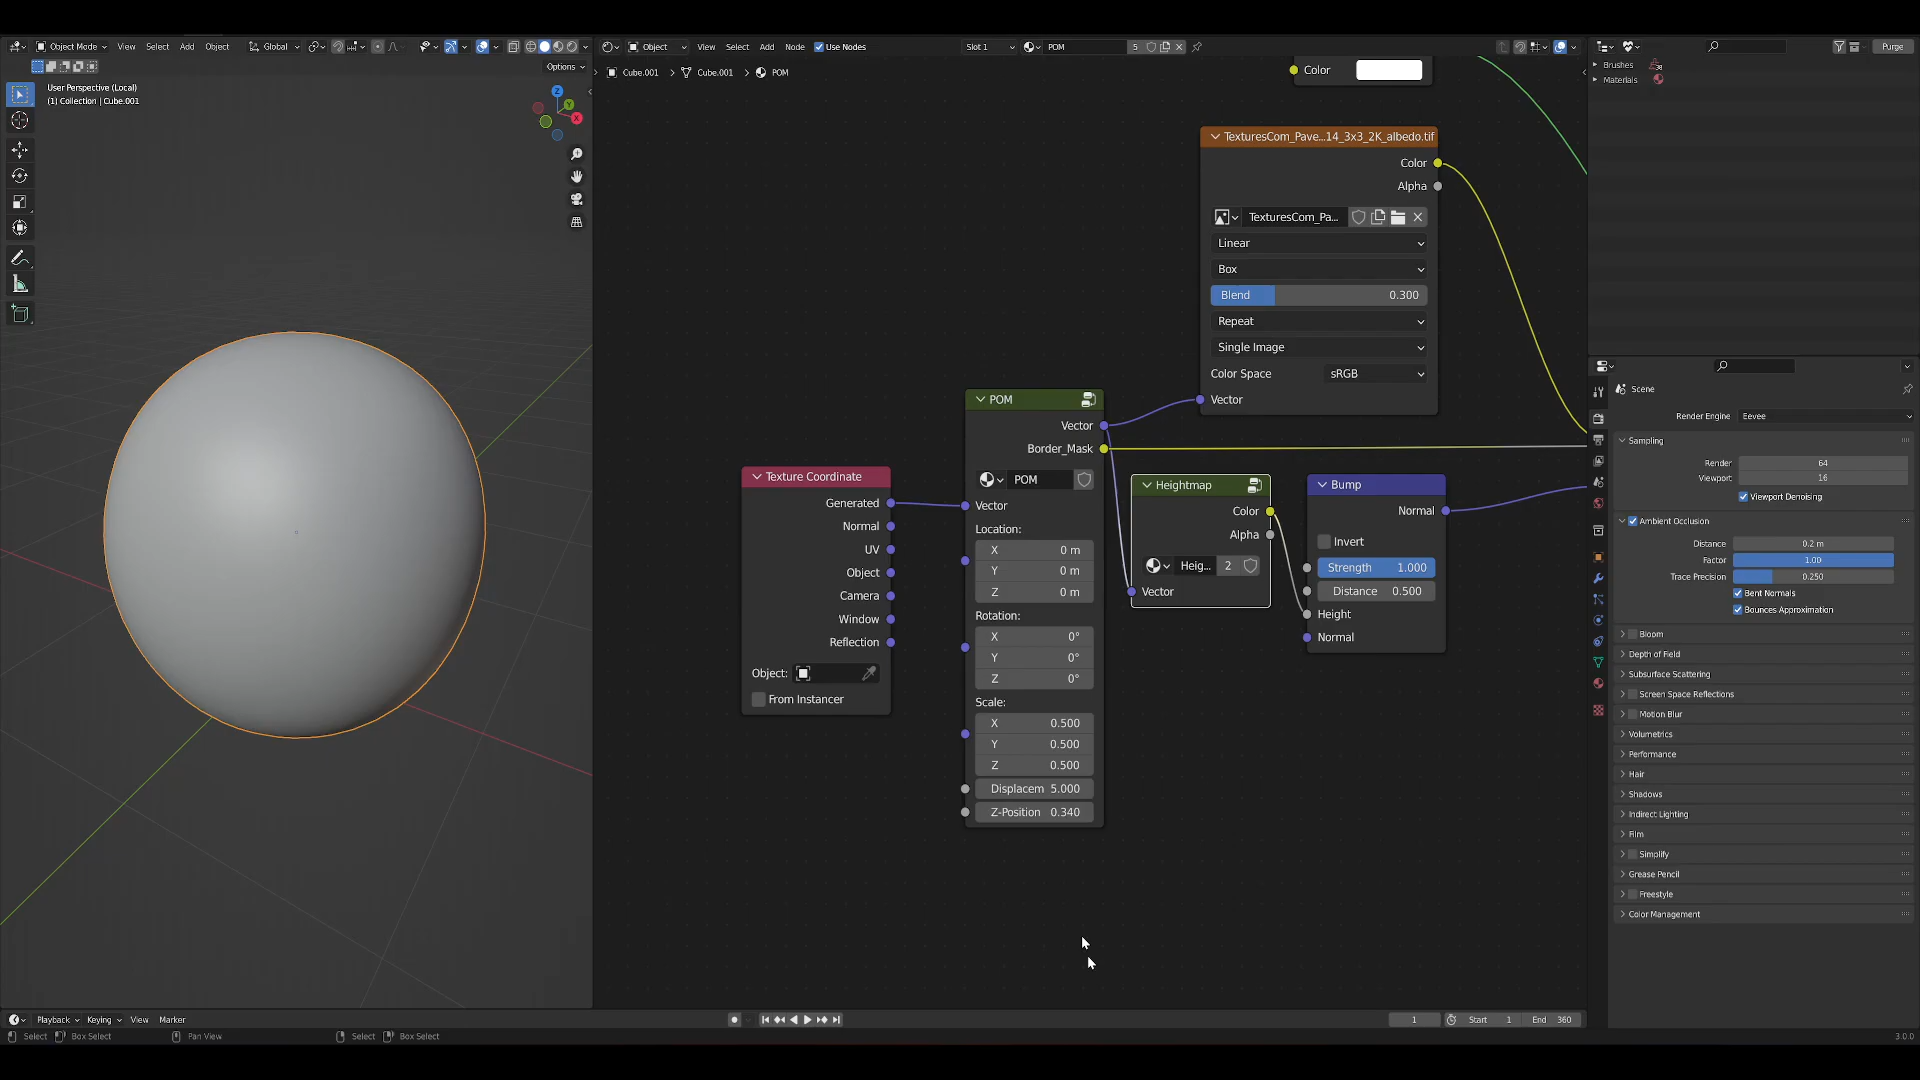 Object Mode View Select Add Object Global Options
User Perspective (Local)
(1) Collection | Cube.001
Z
Y
X
Object View Select Add Node Use Nodes Slot 1 POM 5
Cube.001 > Cube.001 > POM
Color
TexturesCom_Pave...14_3x3_2K_albedo.tif
Color
Alpha
TexturesCom_Pa...
Linear
Box
Blend 0.300
Repeat
Single Image
Color Space sRGB
Vector
POM
Vector
Border_Mask
POM
Vector
Location:
X 0 m
Y 0 m
Z 0 m
Rotation:
X 0°
Y 0°
Z 0°
Scale:
X 0.500
Y 0.500
Z 0.500
Displacem 5.000
Z-Position 0.340
Texture Coordinate
Generated
Normal
UV
Object
Camera
Window
Reflection
Object:
From Instancer
Heightmap
Color
Alpha
Heig... 2
Vector
Bump
Normal
Invert
Strength 1.000
Distance 0.500
Height
Normal
Purge
Brushes
Materials
Scene
Render Engine Eevee
Sampling
Render 64
Viewport 16
Viewport Denoising
Ambient Occlusion
Distance 0.2 m
Factor 1.00
Trace Precision 0.250
Bent Normals
Bounces Approximation
Bloom
Depth of Field
Subsurface Scattering
Screen Space Reflections
Motion Blur
Volumetrics
Performance
Hair
Shadows
Indirect Lighting
Film
Simplify
Grease Pencil
Freestyle
Color Management
Playback Keying View Marker 1 Start 1 End 360
Select Box Select Pan View Select Box Select 3.0.0